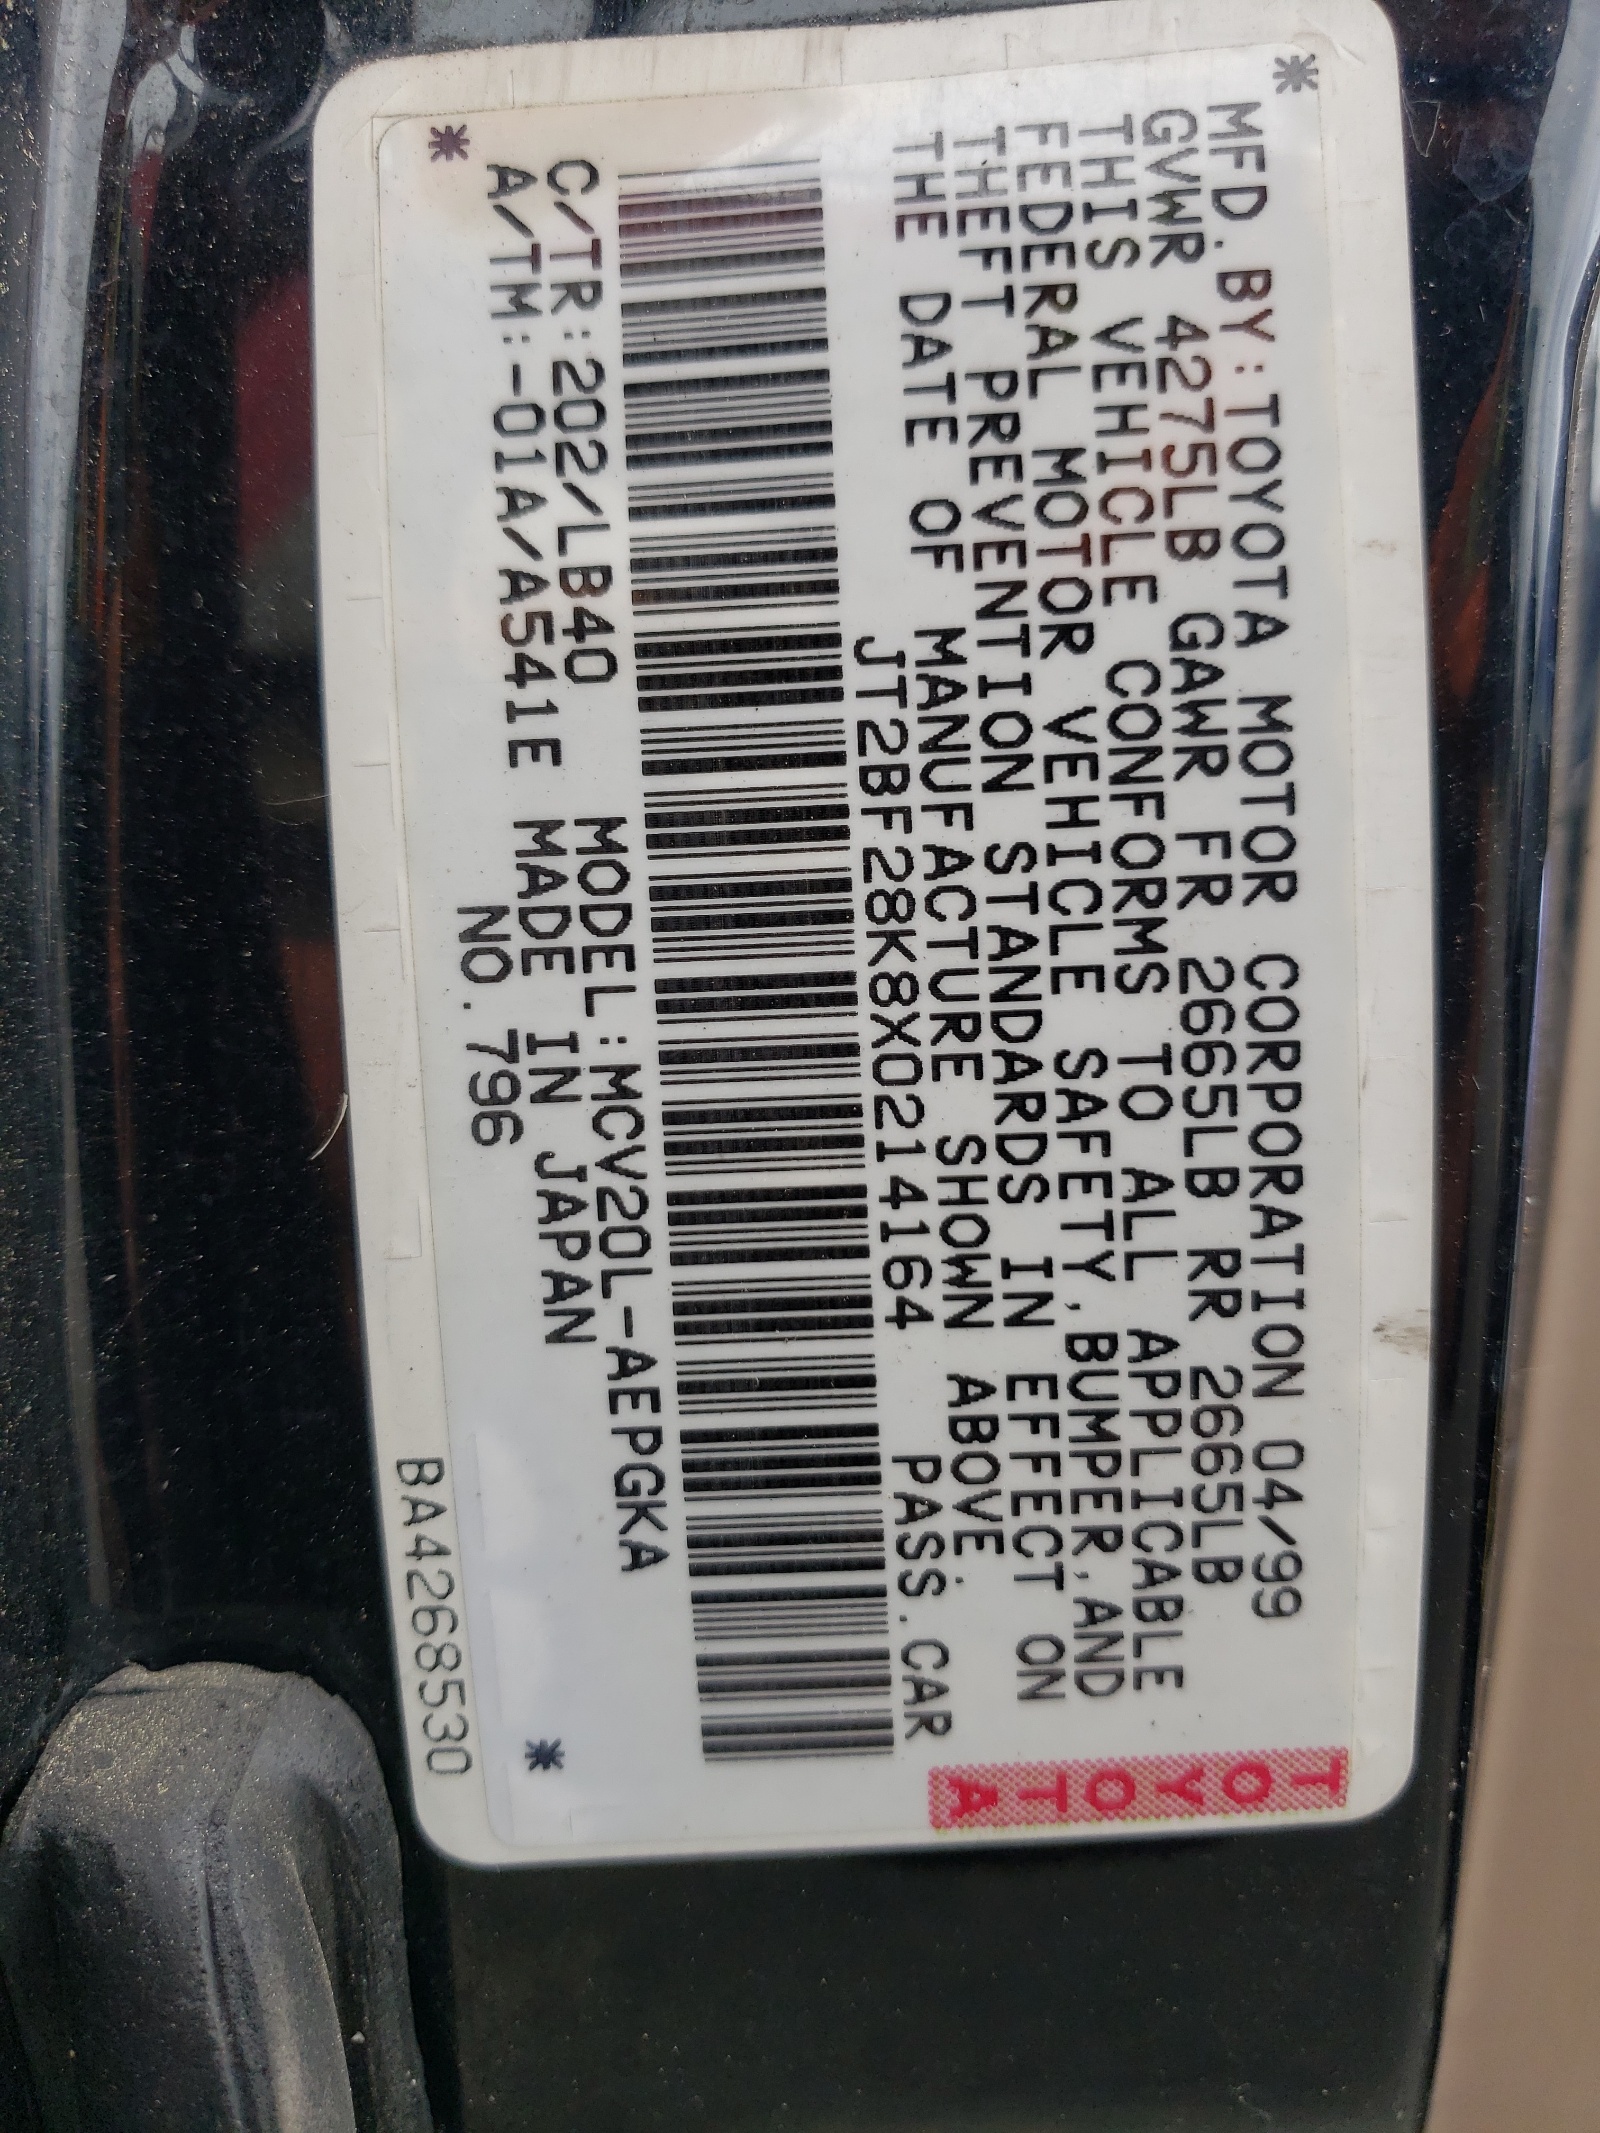 MFD. BY:TOYOTA MOTOR CORPORATION 04/99
GVWR 4275LB GAWR FR 2665LB RR 2665LB
THIS VEHICLE CONFORMS TO ALL APPLICABLE
FEDERAL MOTOR VEHICLE SAFETY,BUMPER,AND
THEFT PREVENTION STANDARDS IN EFFECT ON
THE DATE OF MANUFACTURE SHOWN ABOVE.
JT2BF28K8X0214164 PASS.CAR
C/TR:202/LB40 MODEL:MCV20L-AEPGKA
A/TM:-01A/A541E MADE IN JAPAN
NO.796
BA4268530
TOYOTA